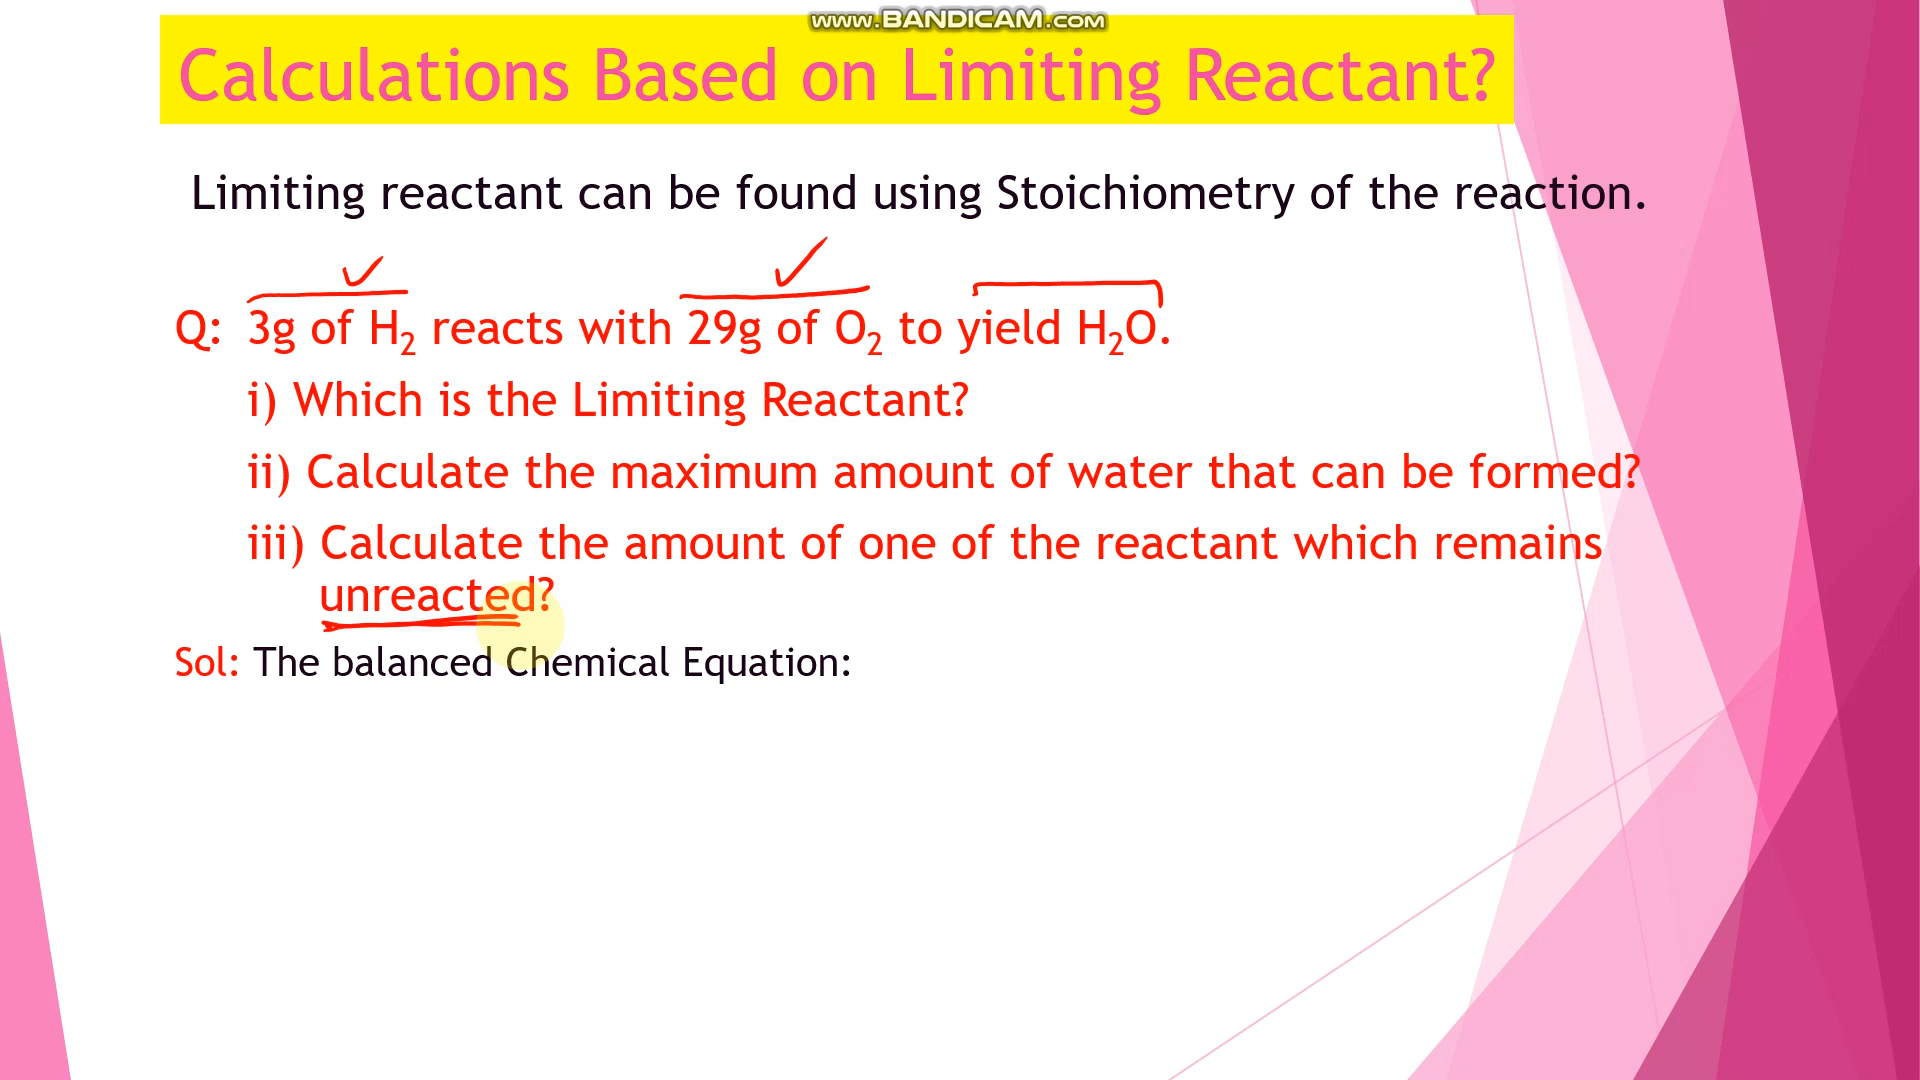 www.BANDICAM.com
Calculations Based on Limiting Reactant?
Limiting reactant can be found using Stoichiometry of the reaction.
Q: 3g of H₂ reacts with 29g of O₂ to yield H₂O.
i) Which is the Limiting Reactant?
ii) Calculate the maximum amount of water that can be formed?
iii) Calculate the amount of one of the reactant which remains
unreacted?
Sol: The balanced Chemical Equation: